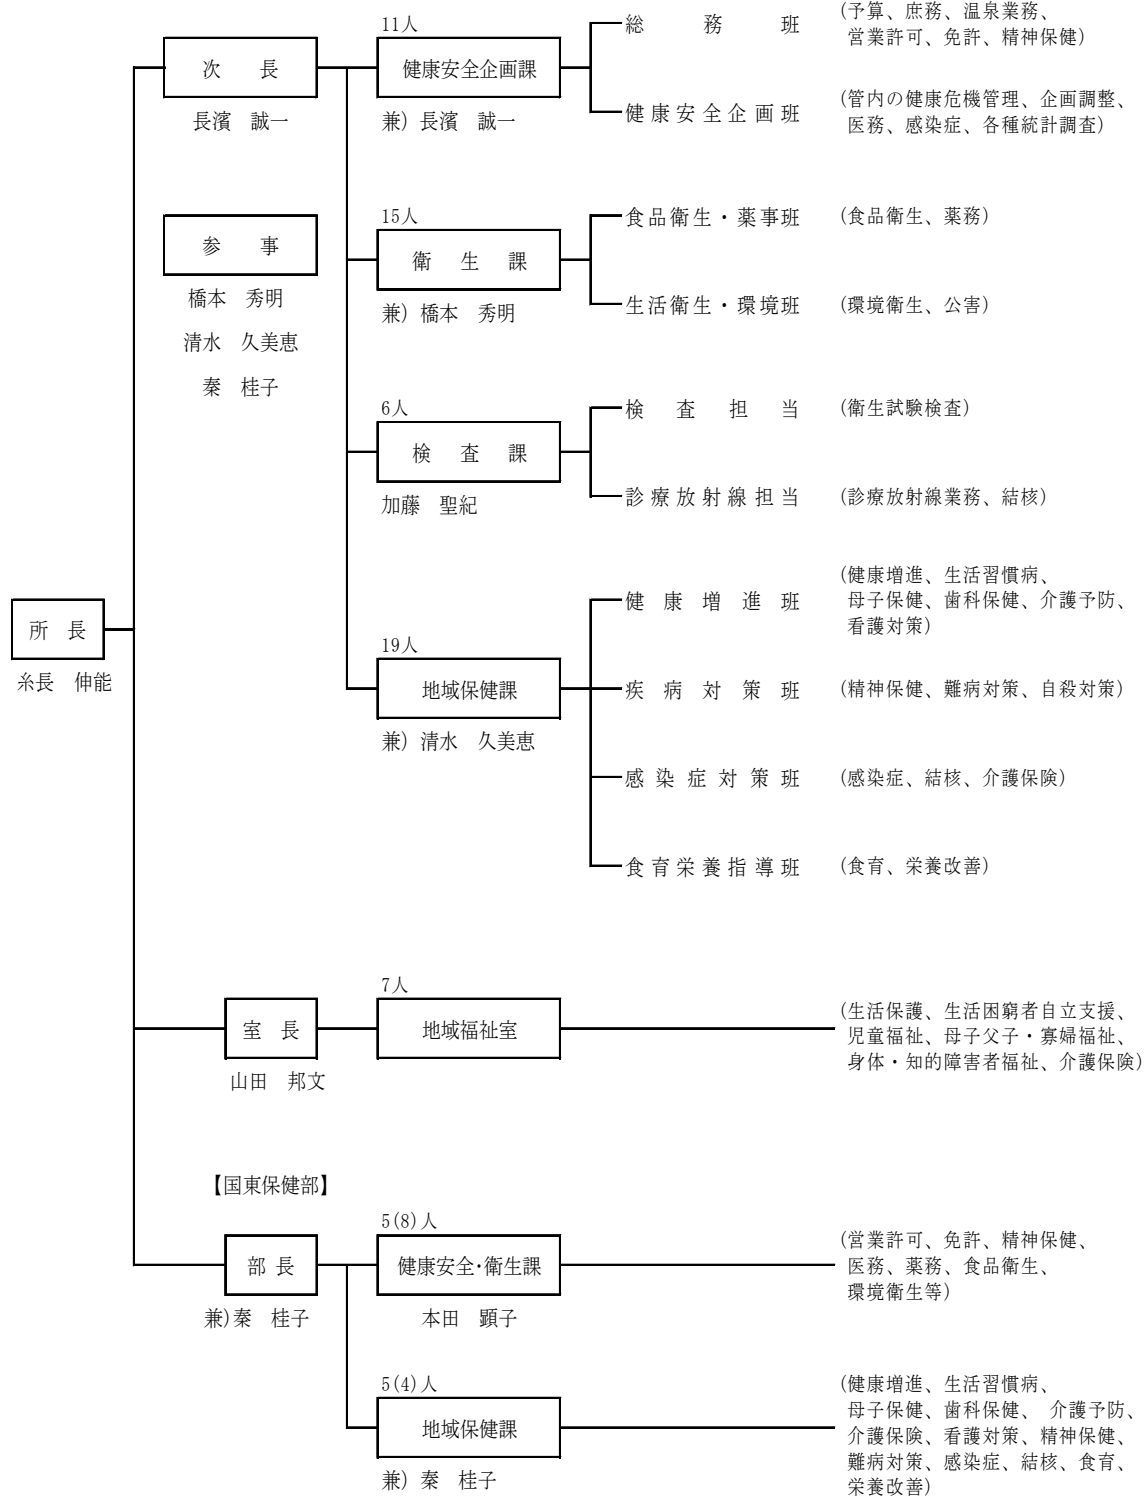 11人
総務班
(予算、庶務、温泉業務、
営業許可、免許、精神保健)
次長
健康安全企画課
長濱 誠一
兼) 長濱 誠一
健康安全企画班
(管内の健康危機管理、企画調整、
医務、感染症、各種統計調査)
参事
橋本 秀明
清水 久美恵
秦 桂子
15人
衛生課
兼) 橋本 秀明
食品衛生・薬事班
(食品衛生、薬務)
生活衛生・環境班
(環境衛生、公害)
6人
検査課
加藤 聖紀
検査担当
(衛生試験検査)
診療放射線担当
(診療放射線業務、結核)
所長
糸長 伸能
19人
地域保健課
兼) 清水 久美恵
健康増進班
(健康増進、生活習慣病、
母子保健、歯科保健、介護予防、
看護対策)
疾病対策班
(精神保健、難病対策、自殺対策)
感染症対策班
(感染症、結核、介護保険)
食育栄養指導班
(食育、栄養改善)
7人
室長
地域福祉室
山田 邦文
(生活保護、生活困窮者自立支援、
児童福祉、母子父子・寡婦福祉、
身体・知的障害者福祉、介護保険)
【国東保健部】
5(8)人
部長
健康安全・衛生課
兼)秦 桂子
本田 顕子
(営業許可、免許、精神保健、
医務、薬務、食品衛生、
環境衛生等)
5(4)人
地域保健課
兼) 秦 桂子
(健康増進、生活習慣病、
母子保健、歯科保健、 介護予防、
介護保険、看護対策、精神保健、
難病対策、感染症、結核、食育、
栄養改善)